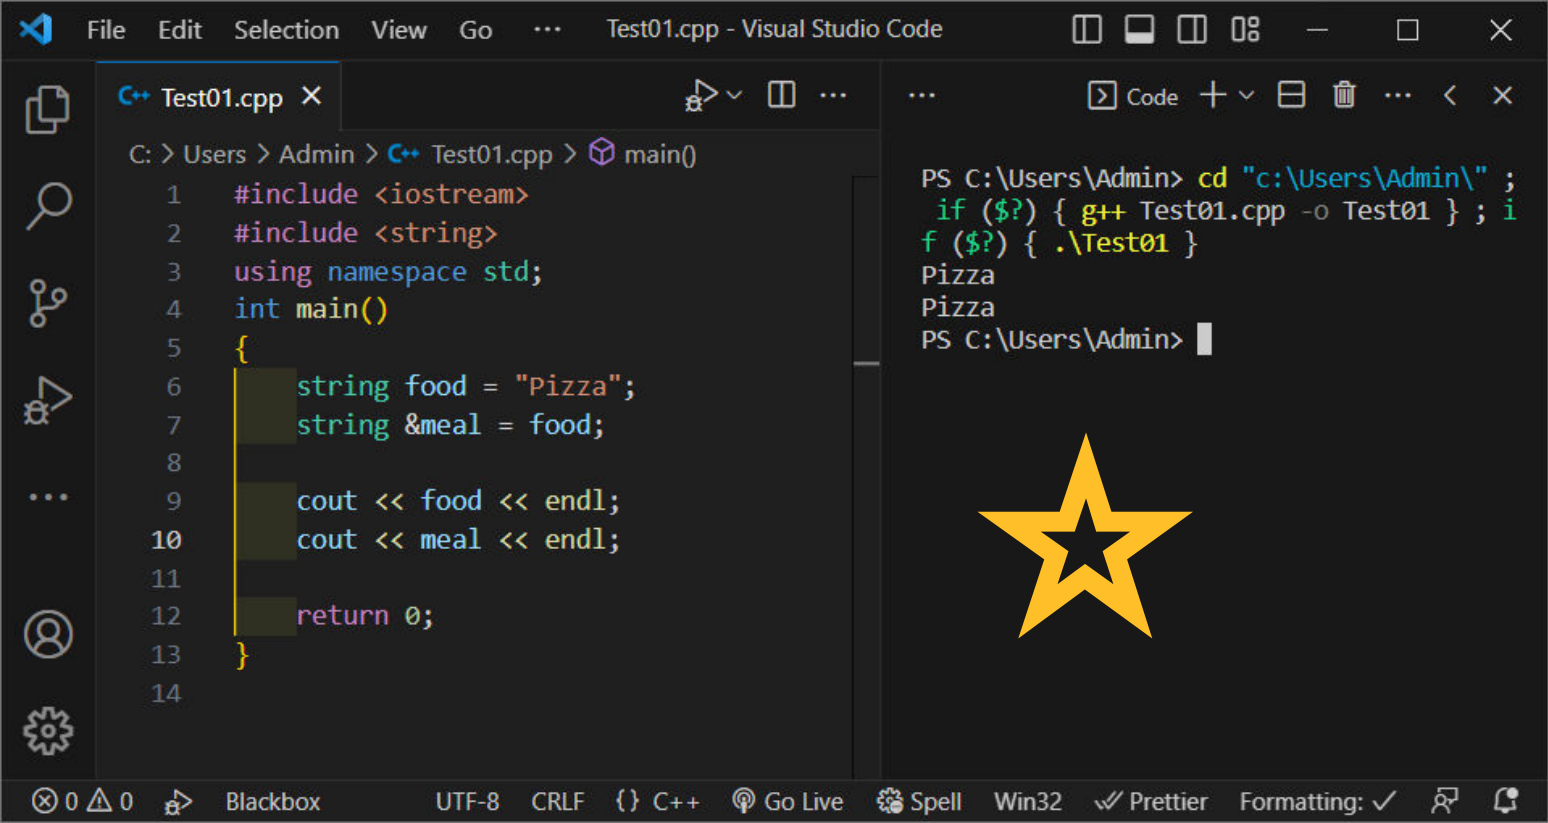 File Edit Selection View Go ··· Test01.cpp - Visual Studio Code
C++ Test01.cpp
C: > Users > Admin > C++ Test01.cpp > main()
1 #include <iostream>
2 #include <string>
3 using namespace std;
4 int main()
5 {
6 string food = "Pizza";
7 string &meal = food;
8
9 cout << food << endl;
10 cout << meal << endl;
11
12 return 0;
13 }
14
Code
PS C:\Users\Admin> cd "c:\Users\Admin\" ;
if ($?) { g++ Test01.cpp -o Test01 } ; i
f ($?) { .\Test01 }
Pizza
Pizza
PS C:\Users\Admin>
0 0 Blackbox UTF-8 CRLF {} C++ Go Live Spell Win32 Prettier Formatting: ✓